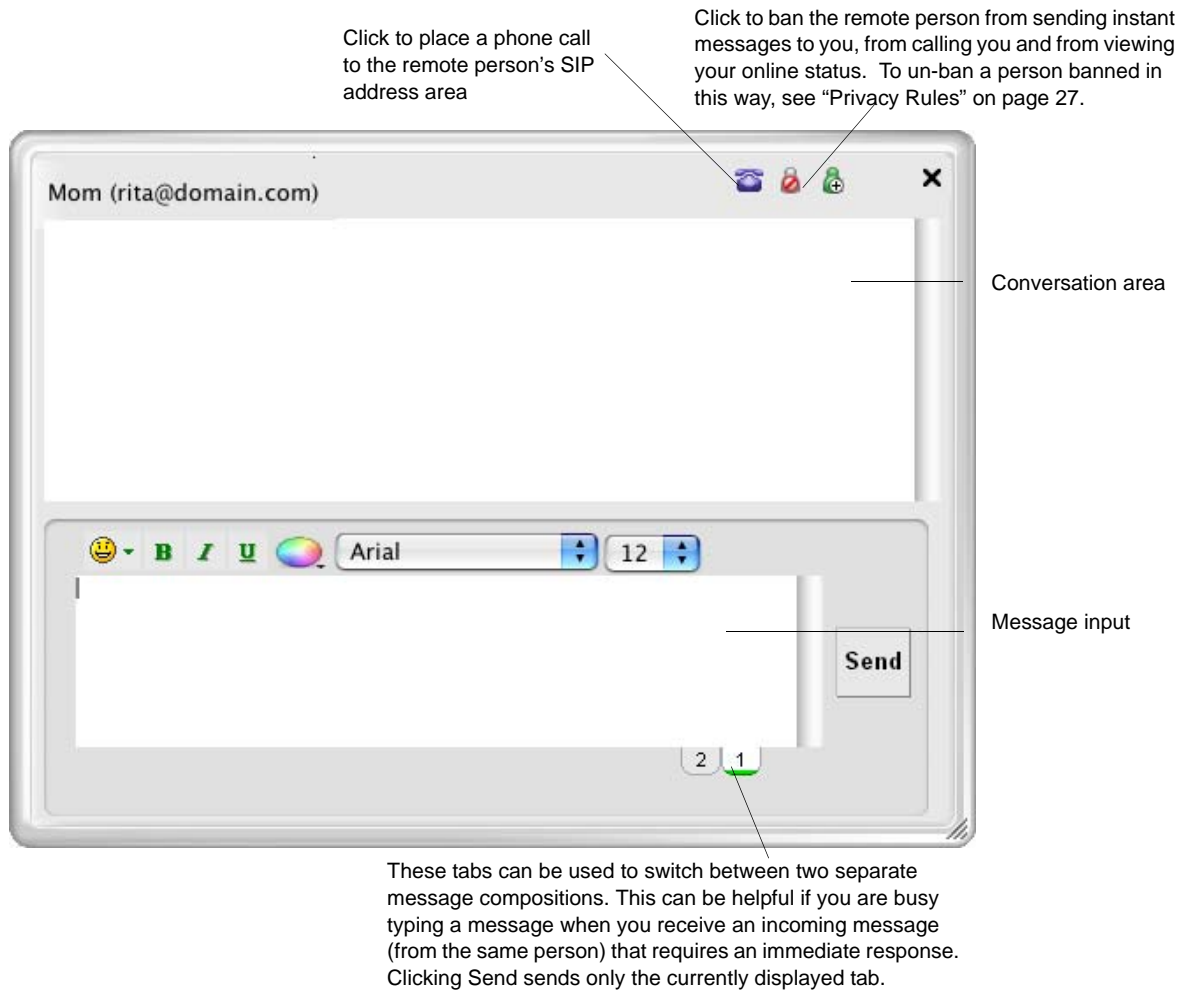 Click to place a phone call
to the remote person's SIP
address area
Click to ban the remote person from sending instant
messages to you, from calling you and from viewing
your online status.  To un-ban a person banned in
this way, see “Privacy Rules” on page 27.
Mom (rita@domain.com)
Conversation area
B I U Arial 12
Message input
Send
2 1
These tabs can be used to switch between two separate
message compositions. This can be helpful if you are busy
typing a message when you receive an incoming message
(from the same person) that requires an immediate response.
Clicking Send sends only the currently displayed tab.